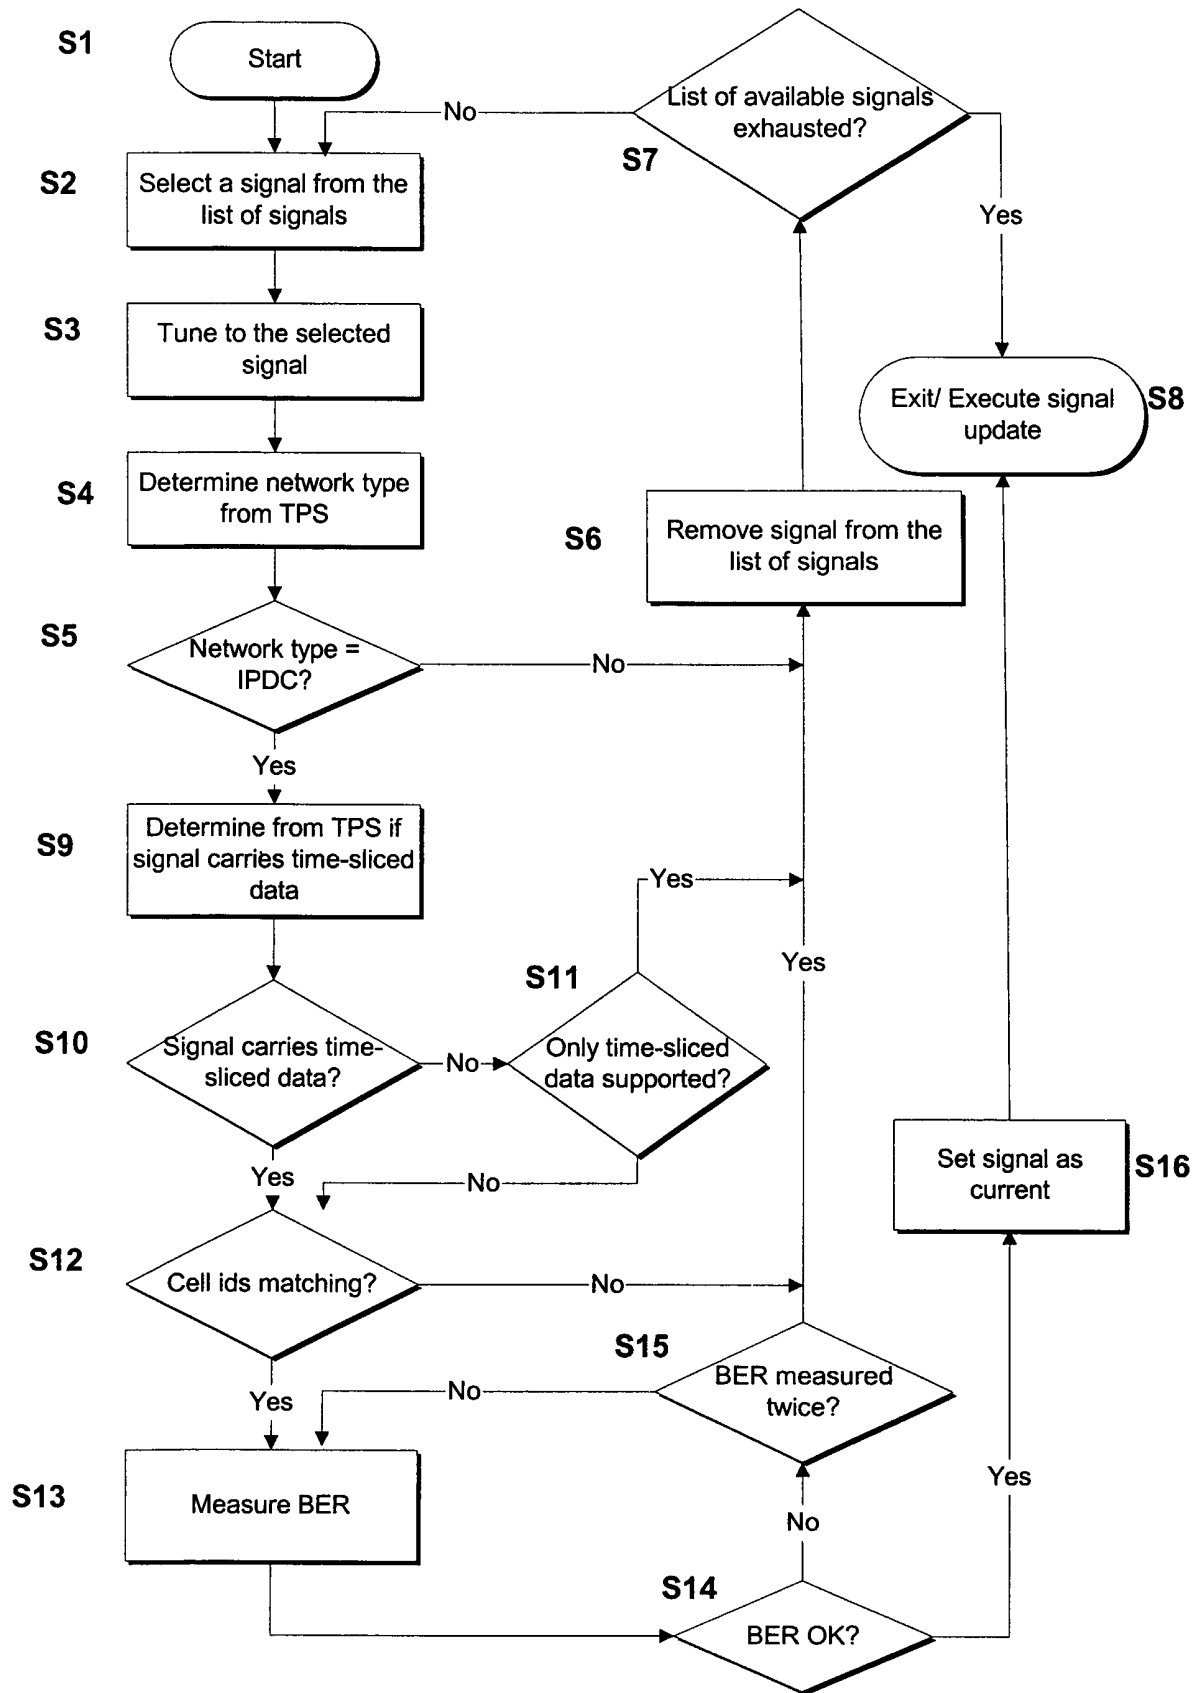 S1
Start
List of available signals
exhausted?
No
S7
S2
Select a signal from the
list of signals
Yes
S3
Tune to the selected
signal
Exit/ Execute signal
update
S8
S4
Determine network type
from TPS
S6
Remove signal from the
list of signals
S5
Network type =
IPDC?
No
Yes
S9
Determine from TPS if
signal carries time-sliced
data
Yes
Yes
S11
S10
Signal carries time-
sliced data?
No
Only time-sliced
data supported?
Yes
No
Set signal as
current
S16
S12
Cell ids matching?
No
S15
BER measured
twice?
Yes
No
S13
Measure BER
Yes
No
S14
BER OK?